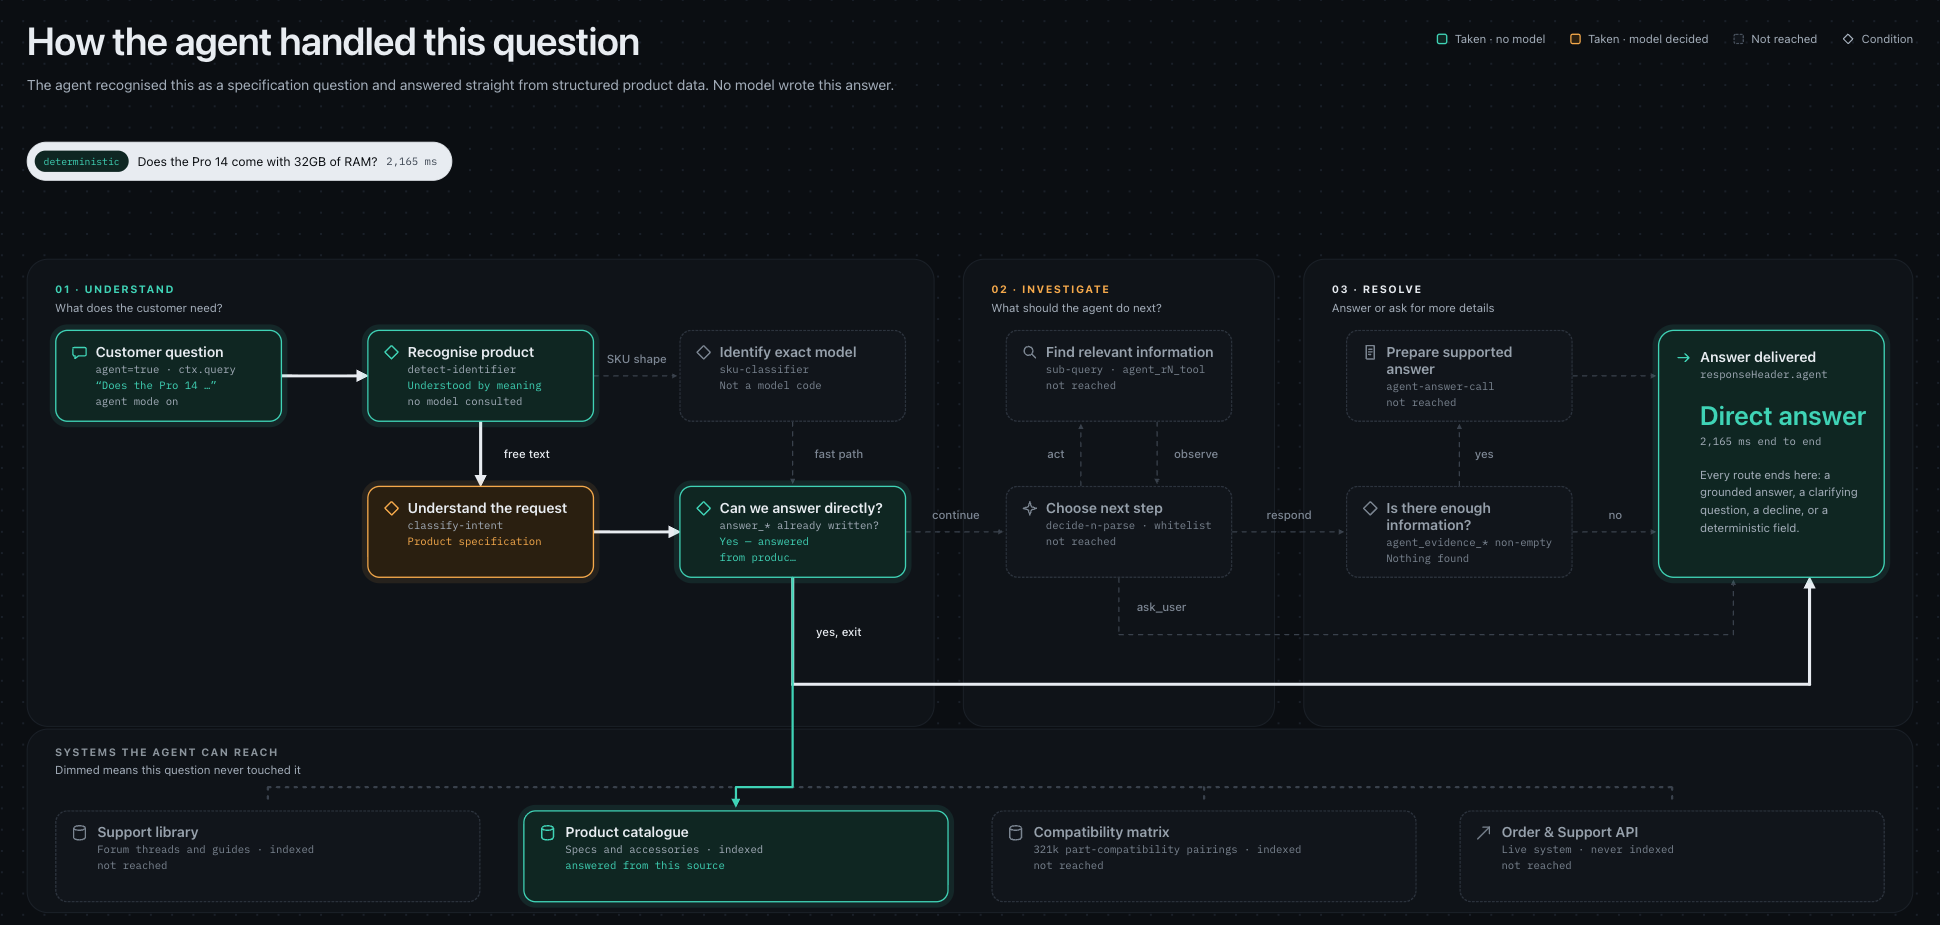 How the agent handled this question
Taken · no model
Taken · model decided
Not reached
Condition
The agent recognised this as a specification question and answered straight from structured product data. No model wrote this answer.
deterministic Does the Pro 14 come with 32GB of RAM? 2,165 ms
01 · UNDERSTAND
What does the customer need?
Customer question
agent=true · ctx.query
“Does the Pro 14 …”
agent mode on
Recognise product
detect-identifier
Understood by meaning
no model consulted
SKU shape
Identify exact model
sku-classifier
Not a model code
free text
fast path
Understand the request
classify-intent
Product specification
Can we answer directly?
answer_* already written?
Yes — answered
from produc…
yes, exit
continue
02 · INVESTIGATE
What should the agent do next?
Find relevant information
sub-query · agent_rN_tool
not reached
act
observe
Choose next step
decide-n-parse · whitelist
not reached
respond
ask_user
03 · RESOLVE
Answer or ask for more details
Prepare supported
answer
agent-answer-call
not reached
yes
Is there enough
information?
agent_evidence_* non-empty
Nothing found
no
Answer delivered
responseHeader.agent
Direct answer
2,165 ms end to end
Every route ends here: a
grounded answer, a clarifying
question, a decline, or a
deterministic field.
SYSTEMS THE AGENT CAN REACH
Dimmed means this question never touched it
Support library
Forum threads and guides · indexed
not reached
Product catalogue
Specs and accessories · indexed
answered from this source
Compatibility matrix
321k part-compatibility pairings · indexed
not reached
Order & Support API
Live system · never indexed
not reached